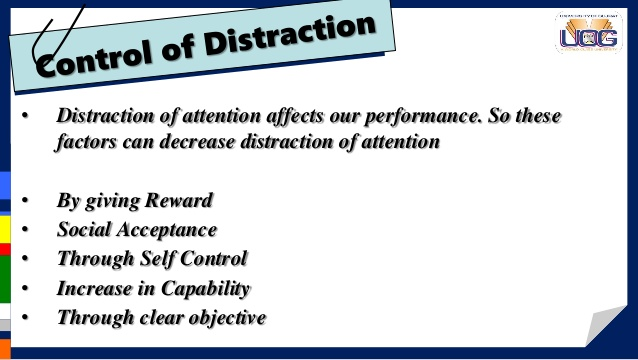 Control of Distraction
UOG
• Distraction of attention affects our performance. So these
factors can decrease distraction of attention
• By giving Reward
• Social Acceptance
• Through Self Control
• Increase in Capability
• Through clear objective